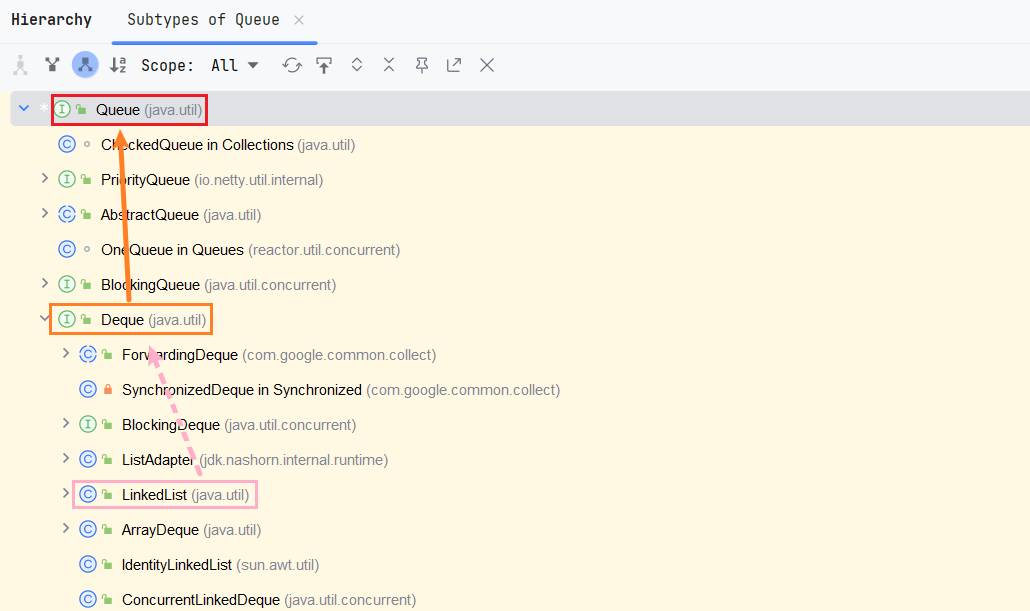 Hierarchy Subtypes of Queue
Scope: All
Queue (java.util)
CheckedQueue in Collections (java.util)
PriorityQueue (io.netty.util.internal)
AbstractQueue (java.util)
OneQueue in Queues (reactor.util.concurrent)
BlockingQueue (java.util.concurrent)
Deque (java.util)
ForwardingDeque (com.google.common.collect)
SynchronizedDeque in Synchronized (com.google.common.collect)
BlockingDeque (java.util.concurrent)
ListAdapter (jdk.nashorn.internal.runtime)
LinkedList (java.util)
ArrayDeque (java.util)
IdentityLinkedList (sun.awt.util)
ConcurrentLinkedDeque (java.util.concurrent)